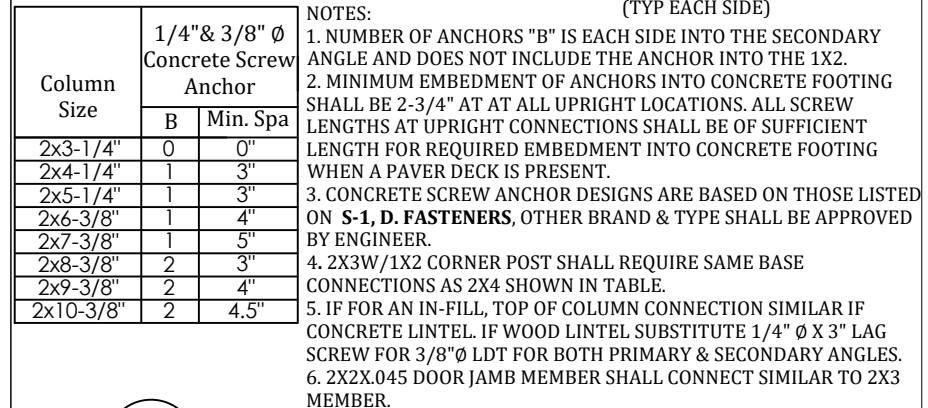 1/4"& 3/8" Ø
Concrete Screw
Anchor
Column
Size
B Min. Spa
2x3-1/4" 0 0"
2x4-1/4" 1 3"
2x5-1/4" 1 3"
2x6-3/8" 1 4"
2x7-3/8" 1 5"
2x8-3/8" 2 3"
2x9-3/8" 2 4"
2x10-3/8" 2 4.5"
(TYP EACH SIDE)
NOTES:
1. NUMBER OF ANCHORS "B" IS EACH SIDE INTO THE SECONDARY
ANGLE AND DOES NOT INCLUDE THE ANCHOR INTO THE 1X2.
2. MINIMUM EMBEDMENT OF ANCHORS INTO CONCRETE FOOTING
SHALL BE 2-3/4" AT AT ALL UPRIGHT LOCATIONS. ALL SCREW
LENGTHS AT UPRIGHT CONNECTIONS SHALL BE OF SUFFICIENT
LENGTH FOR REQUIRED EMBEDMENT INTO CONCRETE FOOTING
WHEN A PAVER DECK IS PRESENT.
3. CONCRETE SCREW ANCHOR DESIGNS ARE BASED ON THOSE LISTED
ON S-1, D. FASTENERS, OTHER BRAND & TYPE SHALL BE APPROVED
BY ENGINEER.
4. 2X3W/1X2 CORNER POST SHALL REQUIRE SAME BASE
CONNECTIONS AS 2X4 SHOWN IN TABLE.
5. IF FOR AN IN-FILL, TOP OF COLUMN CONNECTION SIMILAR IF
CONCRETE LINTEL. IF WOOD LINTEL SUBSTITUTE 1/4" Ø X 3" LAG
SCREW FOR 3/8"Ø LDT FOR BOTH PRIMARY & SECONDARY ANGLES.
6. 2X2X.045 DOOR JAMB MEMBER SHALL CONNECT SIMILAR TO 2X3
MEMBER.